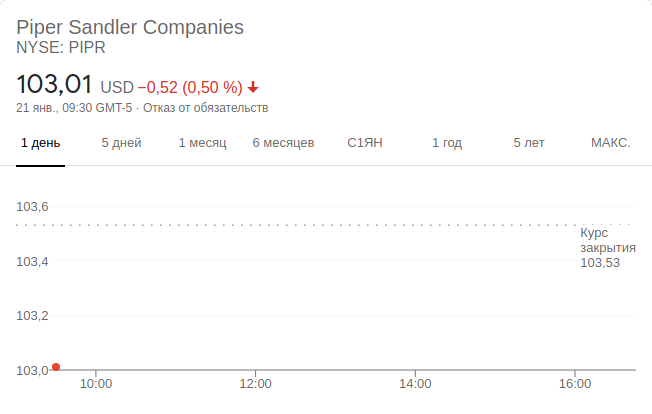 Piper Sandler Companies
NYSE: PIPR
103,01 USD −0,52 (0,50 %)
21 янв., 09:30 GMT-5 · Отказ от обязательств
1 день 5 дней 1 месяц 6 месяцев С1ЯН 1 год 5 лет МАКС.
103,6
Курс
закрытия
103,53
103,4
103,2
103,0
10:00 12:00 14:00 16:00